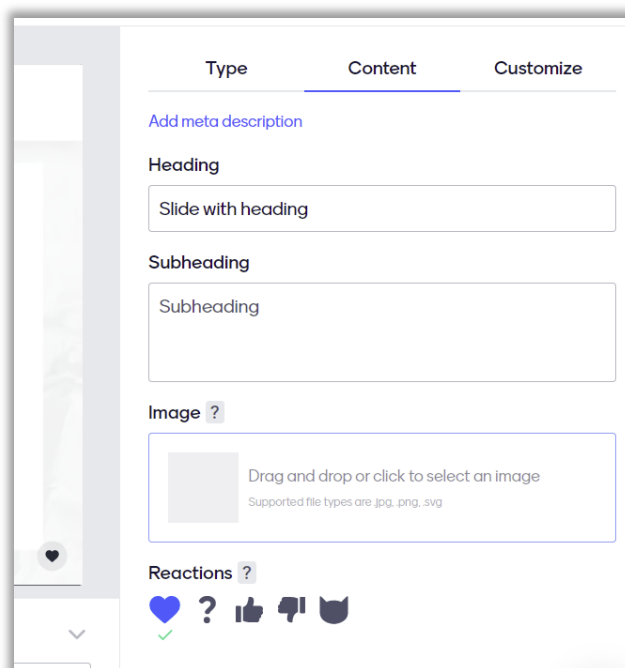 Type Content Customize
Add meta description
Heading
Slide with heading
Subheading
Subheading
Image ?
Drag and drop or click to select an image
Supported file types are .jpg, .png, .svg
Reactions ?
?